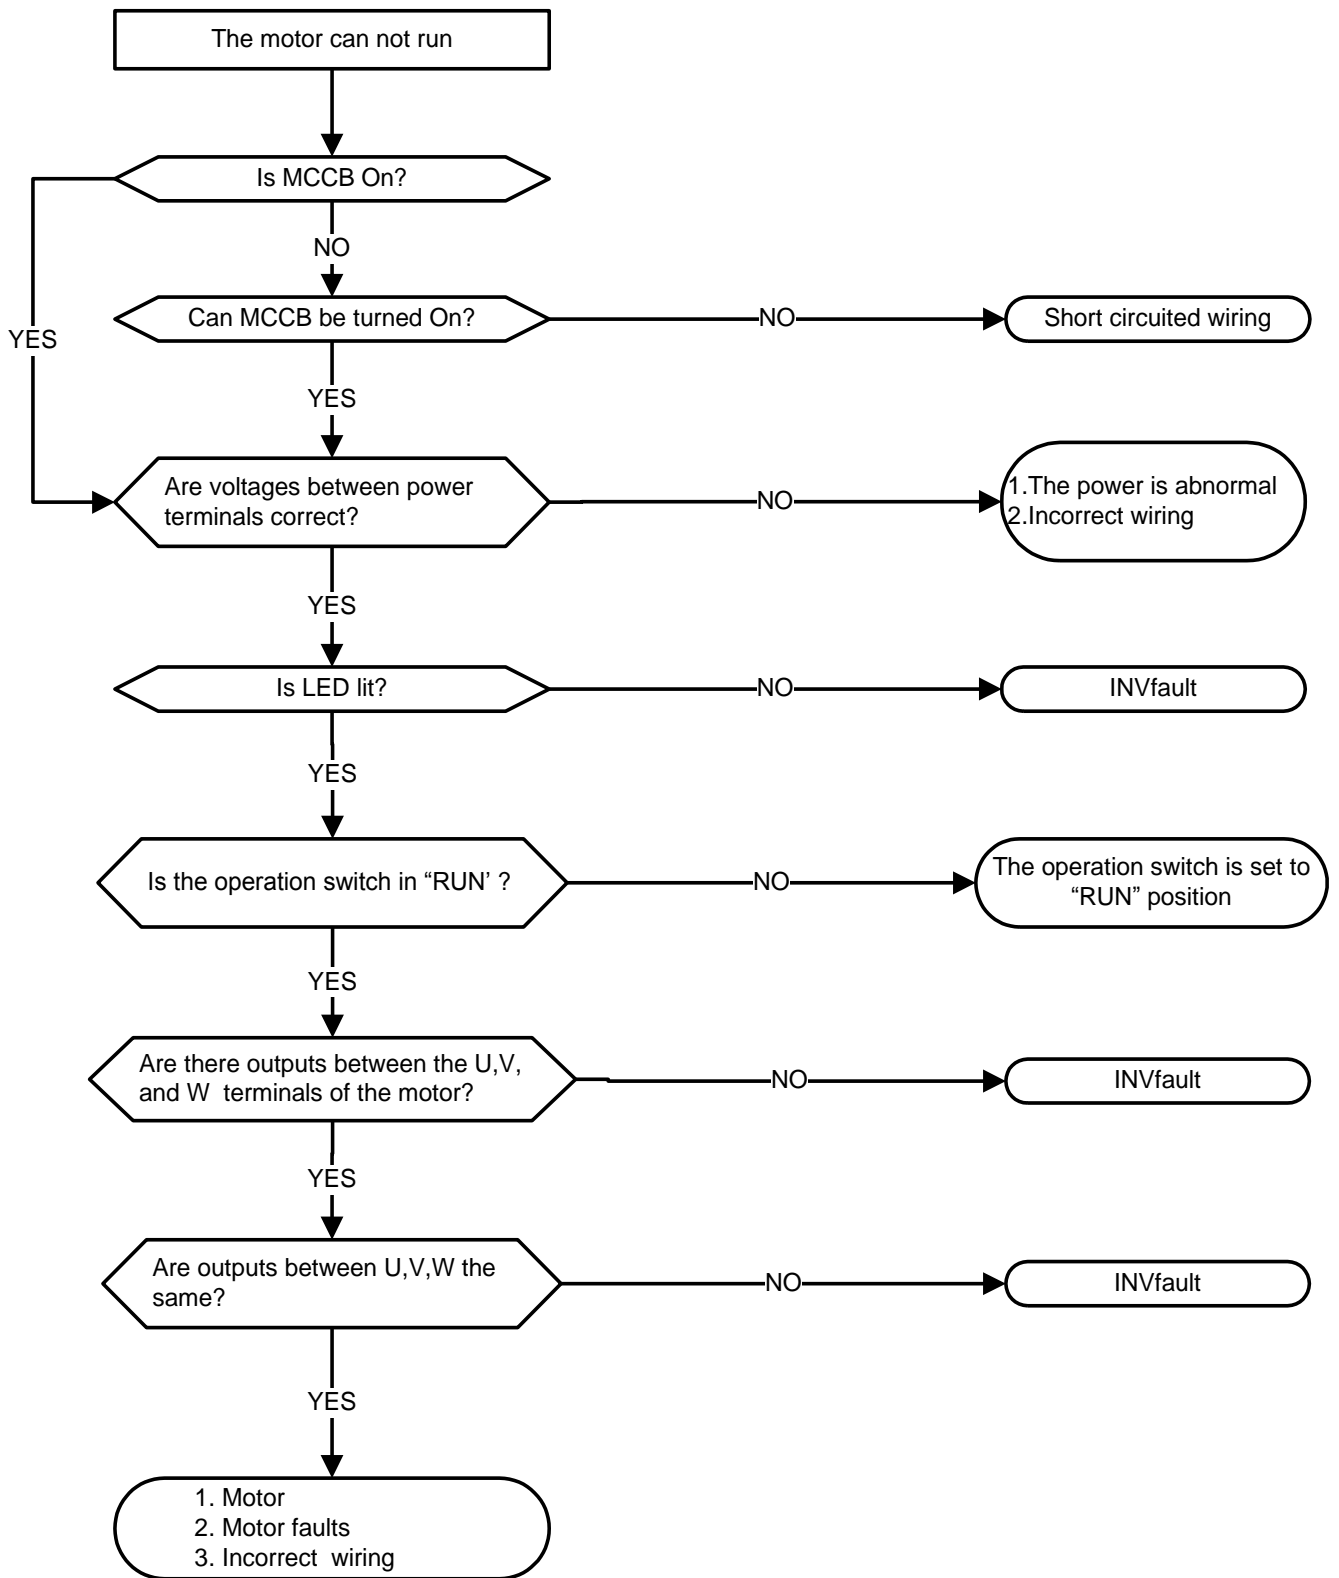 The motor can not run
Is MCCB On?
NO
YES
Can MCCB be turned On?
NO
Short circuited wiring
YES
Are voltages between power
terminals correct?
NO
1.The power is abnormal
2.Incorrect wiring
YES
Is LED lit?
NO
INVfault
YES
Is the operation switch in “RUN’ ?
NO
The operation switch is set to
“RUN” position
YES
Are there outputs between the U,V,
and W terminals of the motor?
NO
INVfault
YES
Are outputs between U,V,W the
same?
NO
INVfault
YES
1. Motor
2. Motor faults
3. Incorrect wiring